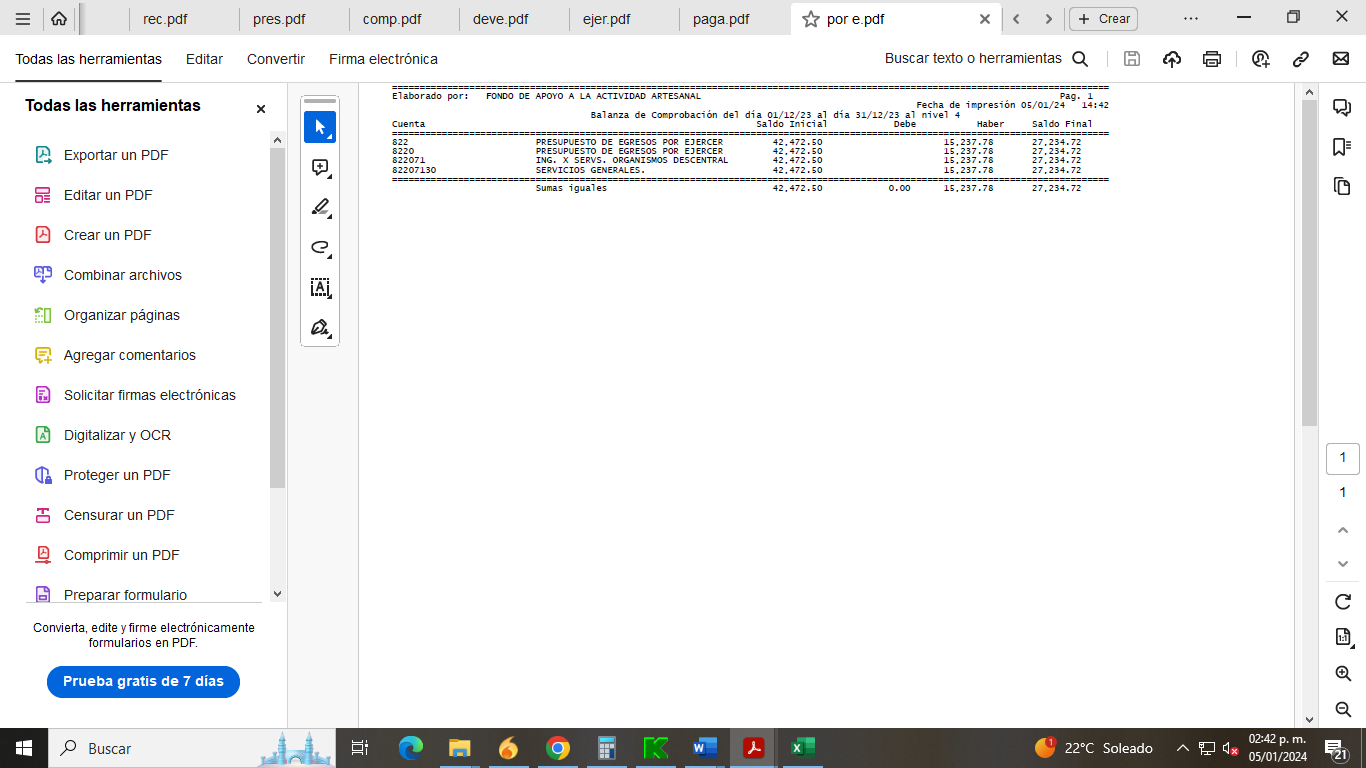 rec.pdf pres.pdf comp.pdf deve.pdf ejer.pdf paga.pdf por e.pdf Crear
Todas las herramientas Editar Convertir Firma electrónica Buscar texto o herramientas
Todas las herramientas
Exportar un PDF
Editar un PDF
Crear un PDF
Combinar archivos
Organizar páginas
Agregar comentarios
Solicitar firmas electrónicas
Digitalizar y OCR
Proteger un PDF
Censurar un PDF
Comprimir un PDF
Preparar formulario
Convierta, edite y firme electrónicamente
formularios en PDF.
Prueba gratis de 7 días
Elaborado por: FONDO DE APOYO A LA ACTIVIDAD ARTESANAL Pag. 1
Fecha de impresión 05/01/24 14:42
Balanza de Comprobación del día 01/12/23 al día 31/12/23 al nivel 4
Cuenta Saldo Inicial Debe Haber Saldo Final
822 PRESUPUESTO DE EGRESOS POR EJERCER 42,472.50 15,237.78 27,234.72
8220 PRESUPUESTO DE EGRESOS POR EJERCER 42,472.50 15,237.78 27,234.72
822071 ING. X SERVS. ORGANISMOS DESCENTRAL 42,472.50 15,237.78 27,234.72
82207130 SERVICIOS GENERALES. 42,472.50 15,237.78 27,234.72
Sumas iguales 42,472.50 0.00 15,237.78 27,234.72
1
1
1:1
Buscar
1
22°C Soleado
02:42 p. m.
05/01/2024
21